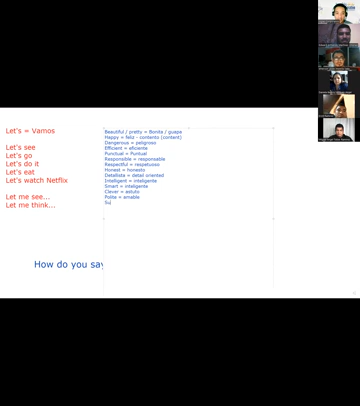 Let's = Vamos
Let's see
Let's go
Let's do it
Let's eat
Let's watch Netflix
Let me see...
Let me think...
How do you say
Beautiful / pretty = Bonita / guapa
Happy = feliz - contento (content)
Dangerous = peligroso
Efficient = eficiente
Punctual = Puntual
Responsible = responsable
Respectful = respetuoso
Honest = honesto
Detallista = detail oriented
Intelligent = inteligente
Smart = inteligente
Clever = astuto
Polite = amable
Su